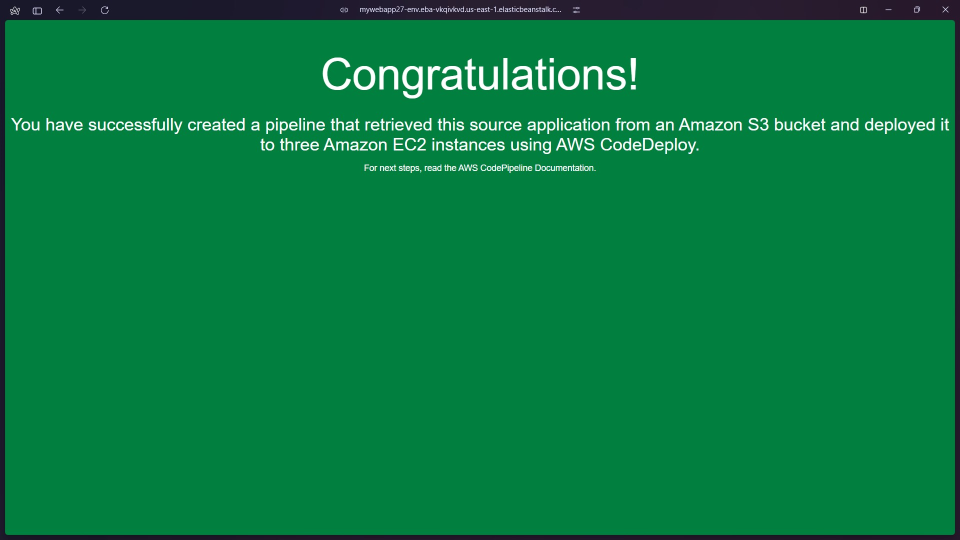 mywebapp27-env.eba-vkqivkvd.us-east-1.elasticbeanstalk.c...
Congratulations!
You have successfully created a pipeline that retrieved this source application from an Amazon S3 bucket and deployed it
to three Amazon EC2 instances using AWS CodeDeploy.
For next steps, read the AWS CodePipeline Documentation.